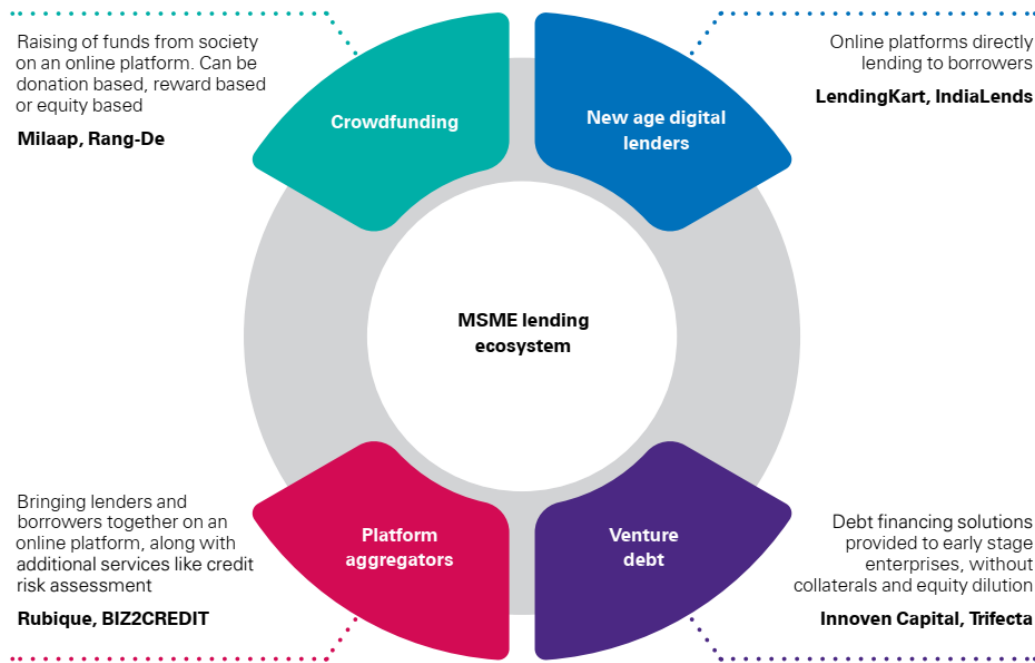 Raising of funds from society
on an online platform. Can be
donation based, reward based
or equity based
Milaap, Rang-De
Crowdfunding
New age digital
lenders
Online platforms directly
lending to borrowers
LendingKart, IndiaLends
MSME lending
ecosystem
Bringing lenders and
borrowers together on an
online platform, along with
additional services like credit
risk assessment
Rubique, BIZ2CREDIT
Platform
aggregators
Venture
debt
Debt financing solutions
provided to early stage
enterprises, without
collaterals and equity dilution
Innoven Capital, Trifecta